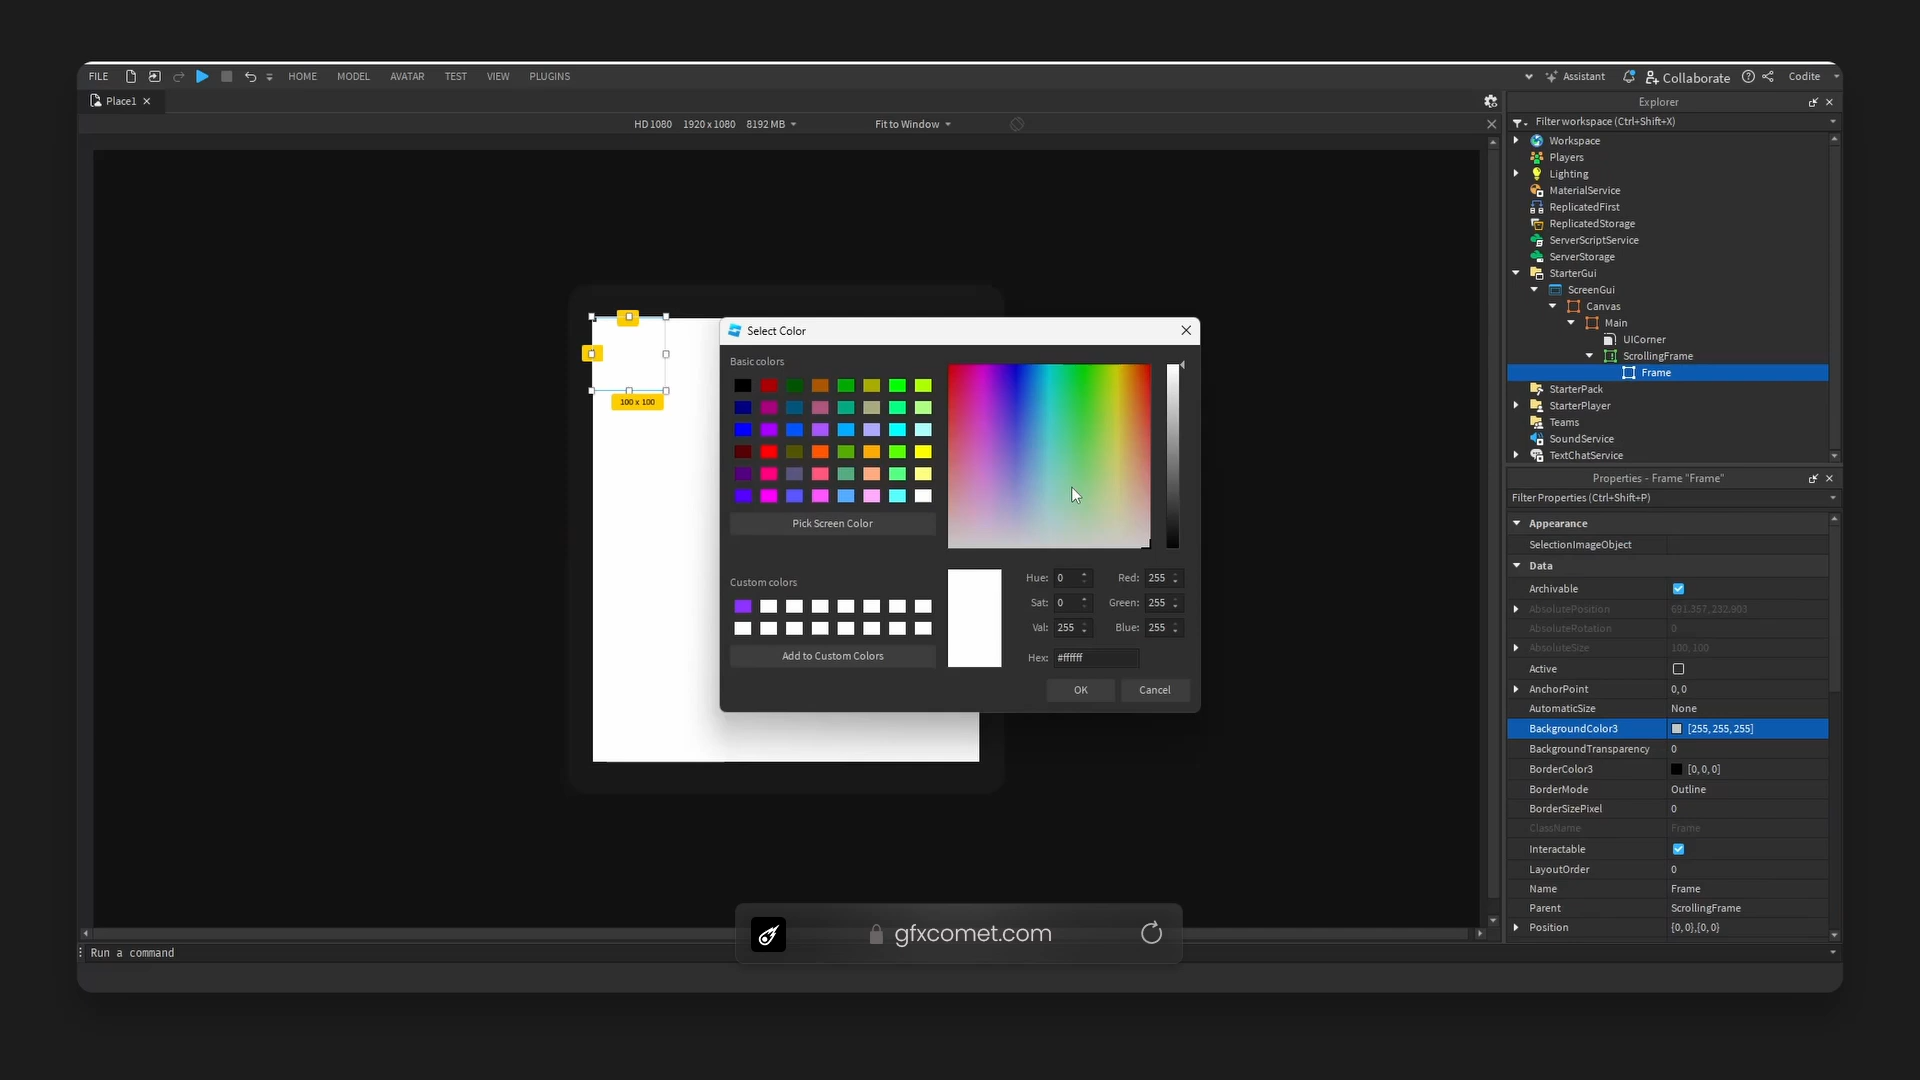 FILE HOME MODEL AVATAR TEST VIEW PLUGINS Assistant Collaborate Codite
Place1
HD 1080 1920 x 1080 8192 MB Fit to Window
Explorer
Filter workspace (Ctrl+Shift+X)
Workspace
Players
Lighting
MaterialService
ReplicatedFirst
ReplicatedStorage
ServerScriptService
ServerStorage
StarterGui
ScreenGui
Canvas
Main
UICorner
ScrollingFrame
Frame
StarterPack
StarterPlayer
Teams
SoundService
TextChatService
100 x 100
Select Color
Basic colors
Pick Screen Color
Custom colors
Add to Custom Colors
Hue: 0 Red: 255
Sat: 0 Green: 255
Val: 255 Blue: 255
Hex: #ffffff
OK Cancel
Properties - Frame "Frame"
Filter Properties (Ctrl+Shift+P)
Appearance
SelectionImageObject
Data
Archivable
AbsolutePosition 691.357, 232.903
AbsoluteRotation 0
AbsoluteSize 100, 100
Active
AnchorPoint 0, 0
AutomaticSize None
BackgroundColor3 [255, 255, 255]
BackgroundTransparency 0
BorderColor3 [0, 0, 0]
BorderMode Outline
BorderSizePixel 0
ClassName Frame
Interactable
LayoutOrder 0
Name Frame
Parent ScrollingFrame
Position {0, 0},{0, 0}
gfxcomet.com
Run a command